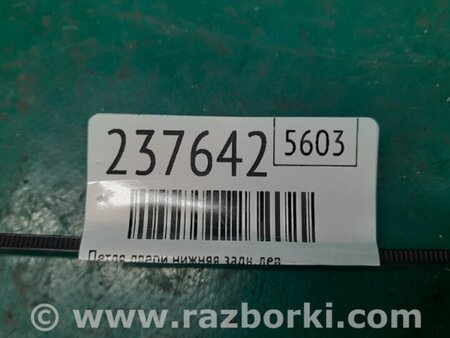 237642 5603
Петля двери нижняя задн. лев.
© www.razborki.com